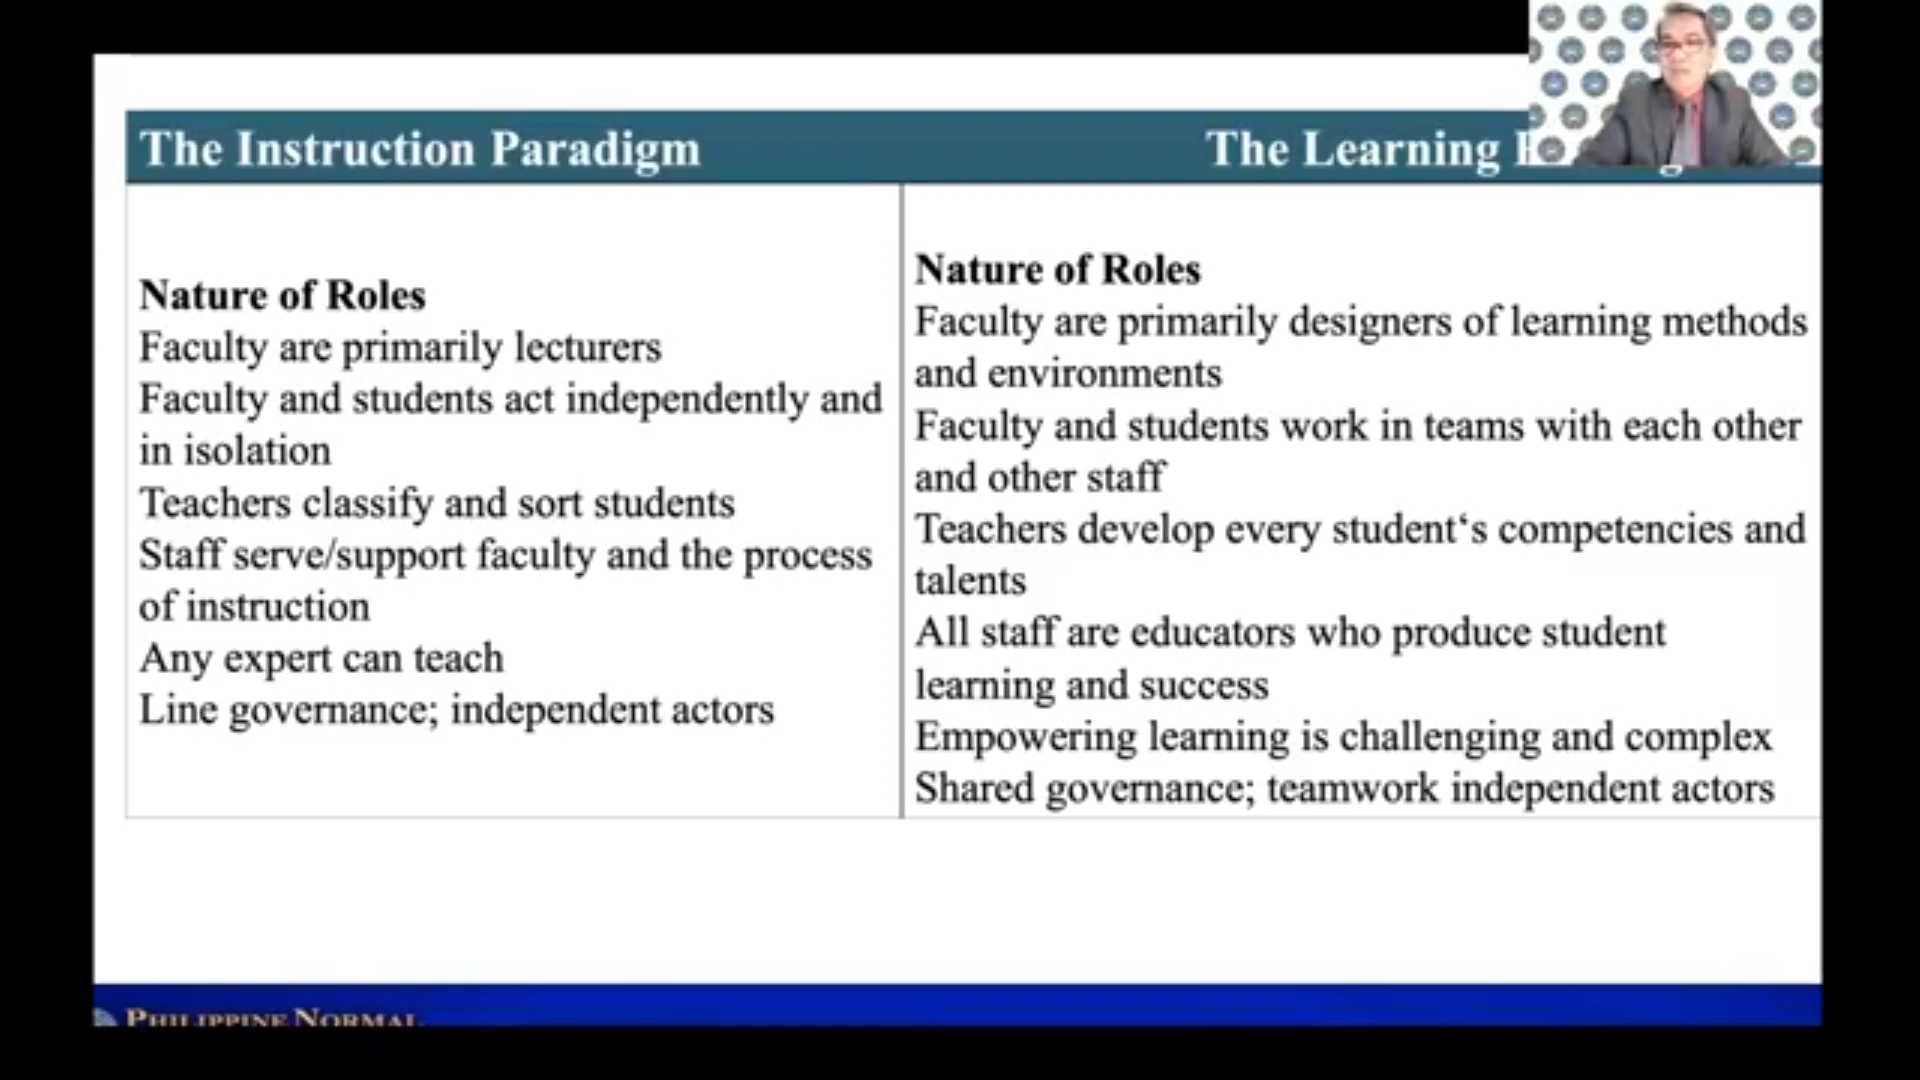 The Instruction Paradigm
The Learning
Nature of Roles
Faculty are primarily lecturers
Faculty and students act independently and
in isolation
Teachers classify and sort students
Staff serve/support faculty and the process
of instruction
Any expert can teach
Line governance; independent actors
Nature of Roles
Faculty are primarily designers of learning methods
and environments
Faculty and students work in teams with each other
and other staff
Teachers develop every student‘s competencies and
talents
All staff are educators who produce student
learning and success
Empowering learning is challenging and complex
Shared governance; teamwork independent actors
PHILIPPINE NORMAL